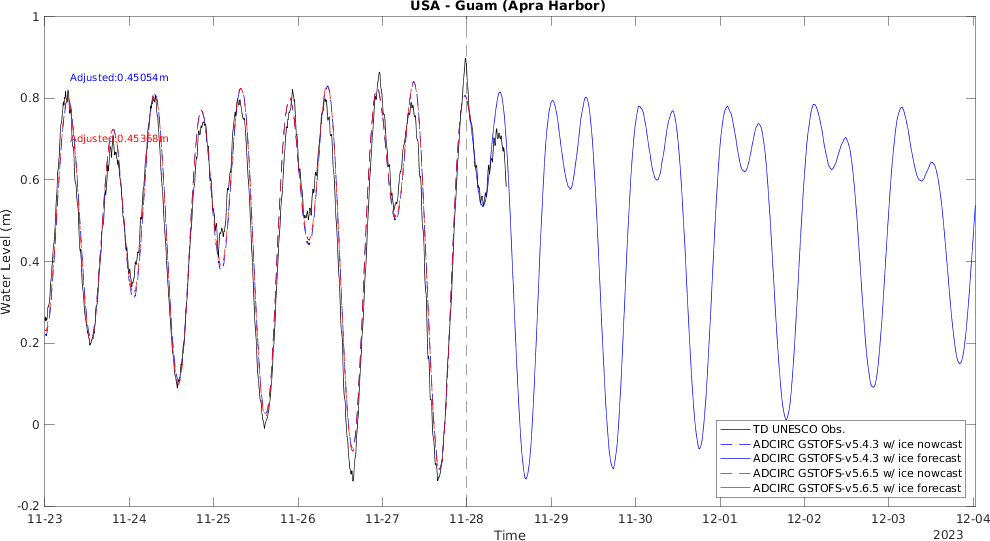 USA - Guam (Apra Harbor)
Water Level (m)
1
0.8
0.6
0.4
0.2
0
-0.2
Adjusted:0.45054m
Adjusted:0.45368m
TD UNESCO Obs.
ADCIRC GSTOFS-v5.4.3 w/ ice nowcast
ADCIRC GSTOFS-v5.4.3 w/ ice forecast
ADCIRC GSTOFS-v5.6.5 w/ ice nowcast
ADCIRC GSTOFS-v5.6.5 w/ ice forecast
11-23 11-24 11-25 11-26 11-27 11-28 11-29 11-30 12-01 12-02 12-03 12-04
Time
2023